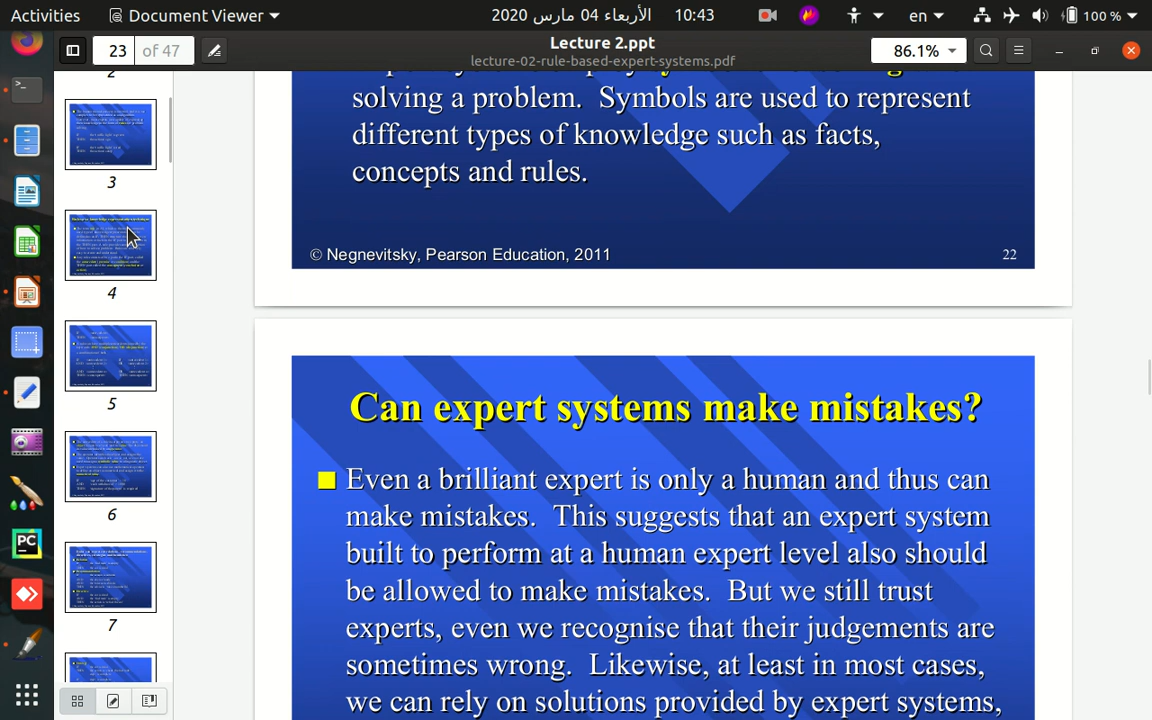 Activities
Document Viewer
الأربعاء 04 مارس 2020 10:43
en
100 %
23 of 47
Lecture 2.ppt
lecture-02-rule-based-expert-systems.pdf
86.1%
solving a problem. Symbols are used to represent
different types of knowledge such as facts,
concepts and rules.
© Negnevitsky, Pearson Education, 2011
22
Can expert systems make mistakes?
Even a brilliant expert is only a human and thus can
make mistakes. This suggests that an expert system
built to perform at a human expert level also should
be allowed to make mistakes. But we still trust
experts, even we recognise that their judgements are
sometimes wrong. Likewise, at least in most cases,
we can rely on solutions provided by expert systems,
2
3
4
5
6
7
PC